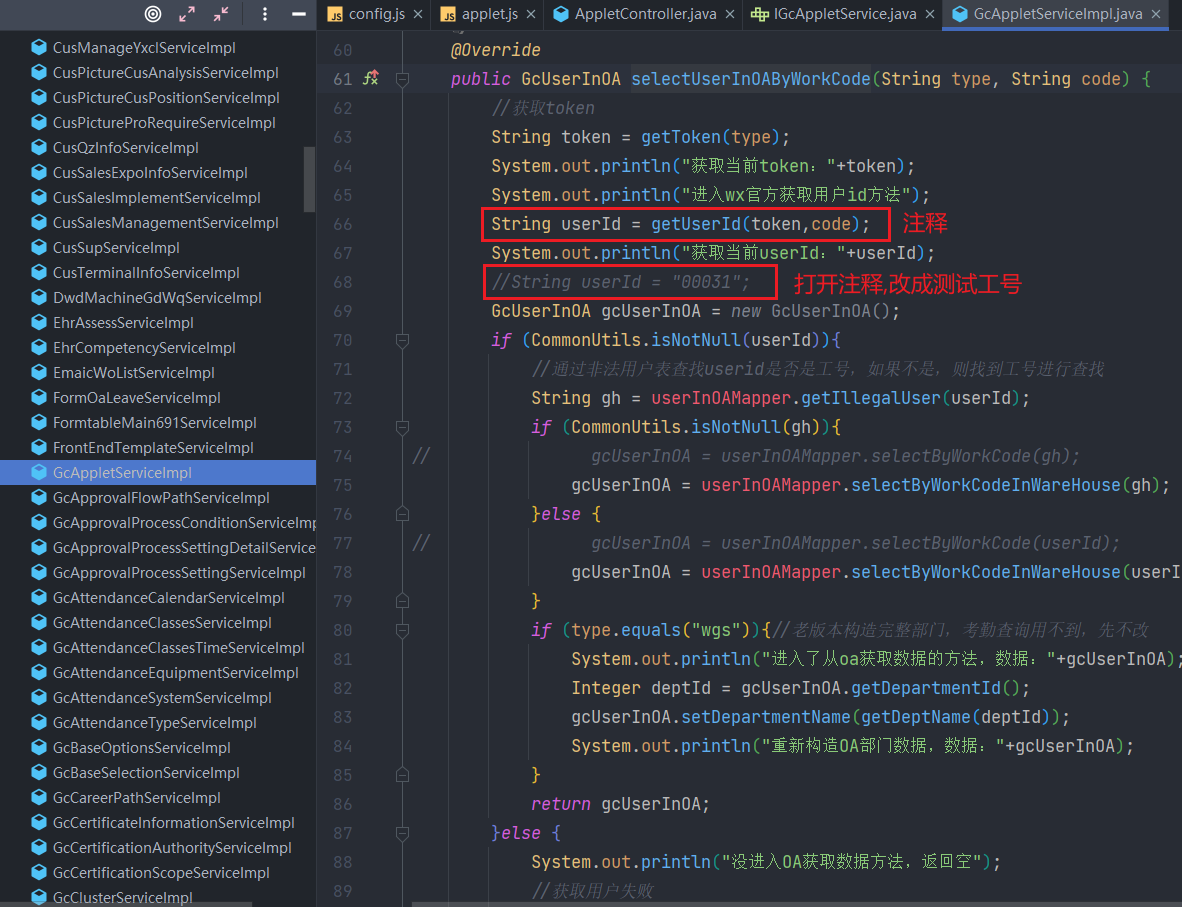 config.js
applet.js
AppletController.java
IGcAppletService.java
GcAppletServiceImpl.java
CusManageYxclServiceImpl
CusPictureCusAnalysisServiceImpl
CusPictureCusPositionServiceImpl
CusPictureProRequireServiceImpl
CusQzInfoServiceImpl
CusSalesExpoInfoServiceImpl
CusSalesImplementServiceImpl
CusSalesManagementServiceImpl
CusSupServiceImpl
CusTerminalInfoServiceImpl
DwdMachineGdWqServiceImpl
EhrAssessServiceImpl
EhrCompetencyServiceImpl
EmaicWoListServiceImpl
FormOaLeaveServiceImpl
FormtableMain691ServiceImpl
FrontEndTemplateServiceImpl
GcAppletServiceImpl
GcApprovalFlowPathServiceImpl
GcApprovalProcessConditionServiceImp
GcApprovalProcessSettingDetailService
GcApprovalProcessSettingServiceImpl
GcAttendanceCalendarServiceImpl
GcAttendanceClassesServiceImpl
GcAttendanceClassesTimeServiceImpl
GcAttendanceEquipmentServiceImpl
GcAttendanceSystemServiceImpl
GcAttendanceTypeServiceImpl
GcBaseOptionsServiceImpl
GcBaseSelectionServiceImpl
GcCareerPathServiceImpl
GcCertificateInformationServiceImpl
GcCertificationAuthorityServiceImpl
GcCertificationScopeServiceImpl
GcClusterServiceImpl
60 @Override
61 public GcUserInOA selectUserInOAByWorkCode(String type, String code) {
62 //获取token
63 String token = getToken(type);
64 System.out.println("获取当前token："+token);
65 System.out.println("进入wx官方获取用户id方法");
66 String userId = getUserId(token,code); 注释
67 System.out.println("获取当前userId："+userId);
68 //String userId = "00031"; 打开注释,改成测试工号
69 GcUserInOA gcUserInOA = new GcUserInOA();
70 if (CommonUtils.isNotNull(userId)){
71 //通过非法用户表查找userid是否是工号，如果不是，则找到工号进行查找
72 String gh = userInOAMapper.getIllegalUser(userId);
73 if (CommonUtils.isNotNull(gh)){
74 // gcUserInOA = userInOAMapper.selectByWorkCode(gh);
75 gcUserInOA = userInOAMapper.selectByWorkCodeInWareHouse(gh);
76 }else {
77 // gcUserInOA = userInOAMapper.selectByWorkCode(userId);
78 gcUserInOA = userInOAMapper.selectByWorkCodeInWareHouse(userI
79 }
80 if (type.equals("wgs")){//老版本构造完整部门，考勤查询用不到，先不改
81 System.out.println("进入了从oa获取数据的方法，数据："+gcUserInOA);
82 Integer deptId = gcUserInOA.getDepartmentId();
83 gcUserInOA.setDepartmentName(getDeptName(deptId));
84 System.out.println("重新构造OA部门数据，数据："+gcUserInOA);
85 }
86 return gcUserInOA;
87 }else {
88 System.out.println("没进入OA获取数据方法，返回空");
89 //获取用户失败